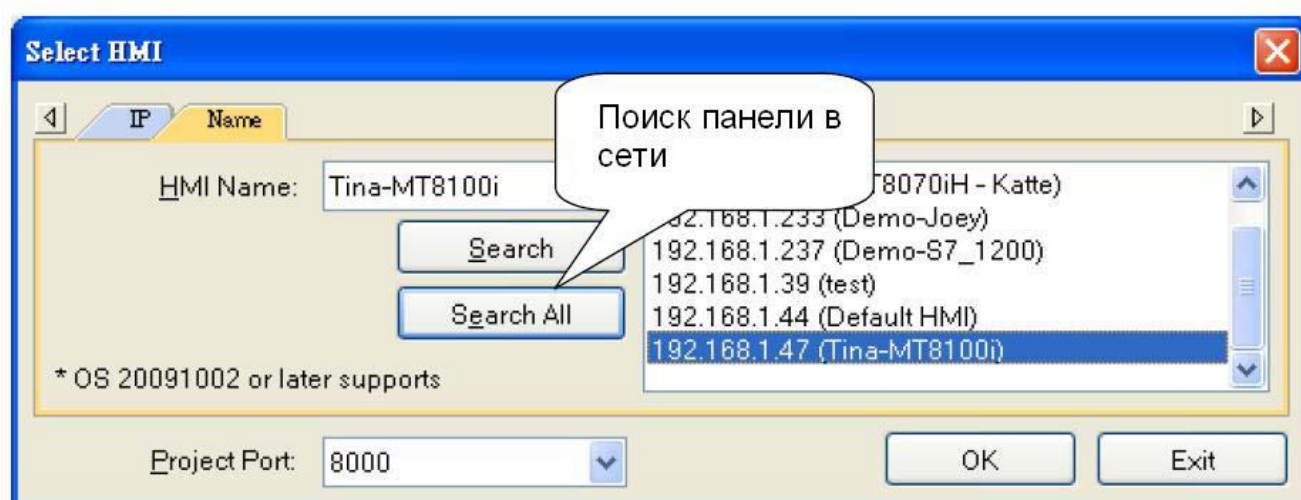 Select HMI
IP
Name
Поиск панели в
сети
HMI Name:
Tina-MT8100i
Search
Search All
* OS 20091002 or later supports
8070iH - Katte)
192.168.1.233 (Demo-Joey)
192.168.1.237 (Demo-S7_1200)
192.168.1.39 (test)
192.168.1.44 (Default HMI)
192.168.1.47 (Tina-MT8100i)
Project Port:
8000
OK
Exit